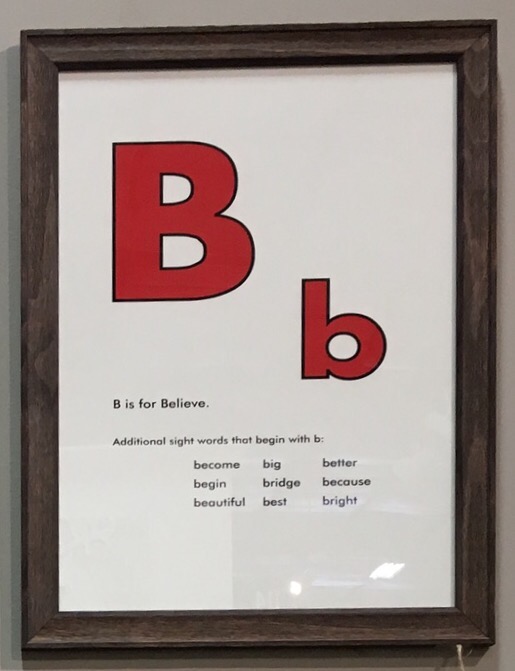 B
b
B is for Believe.
Additional sight words that begin with b:
become big better
begin bridge because
beautiful best bright